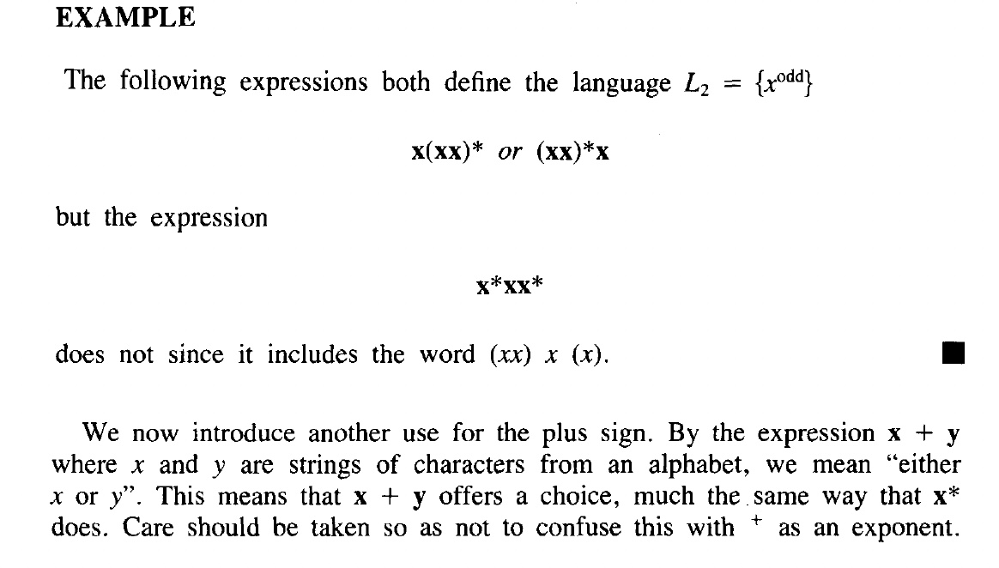 EXAMPLE
The following expressions both define the language L₂ = {xᵒᵈᵈ}
x(xx)* or (xx)*x
but the expression
x*xx*
does not since it includes the word (xx) x (x). ■
We now introduce another use for the plus sign. By the expression x + y
where x and y are strings of characters from an alphabet, we mean “either
x or y”. This means that x + y offers a choice, much the same way that x*
does. Care should be taken so as not to confuse this with ⁺ as an exponent.